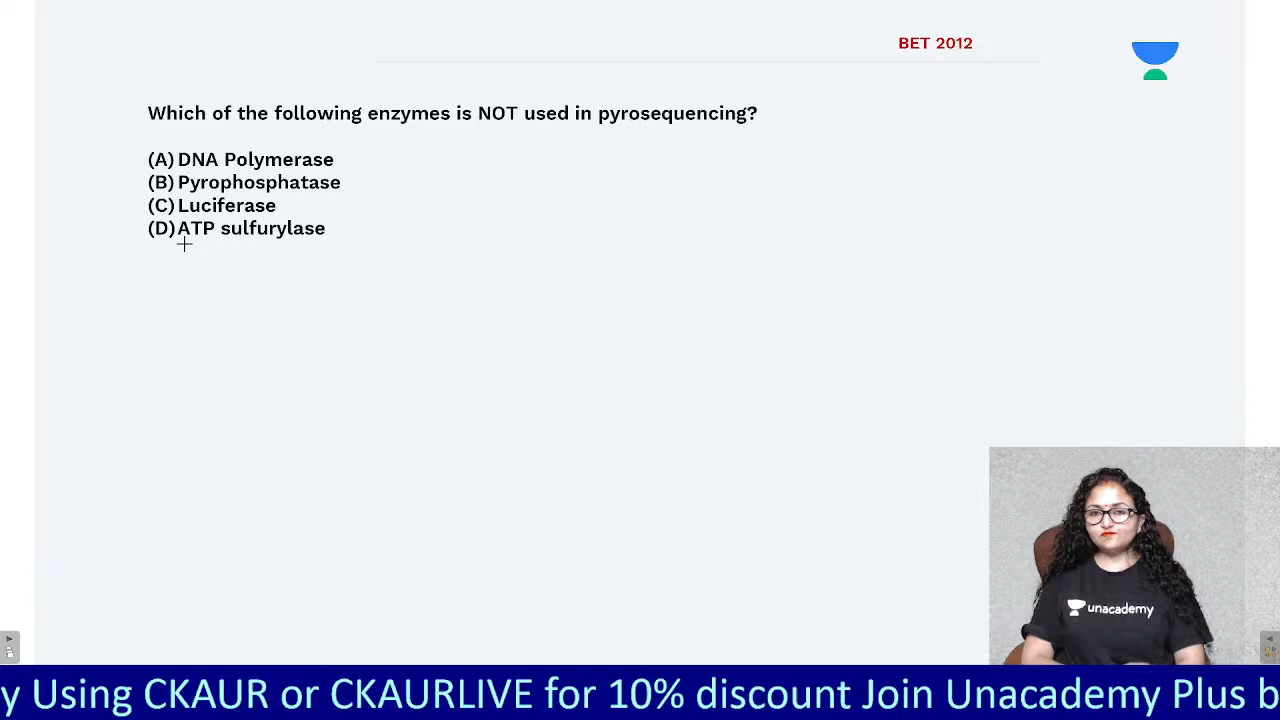 BET 2012
Which of the following enzymes is NOT used in pyrosequencing?
(A) DNA Polymerase
(B) Pyrophosphatase
(C) Luciferase
(D) ATP sulfurylase
unacademy
y Using CKAUR or CKAURLIVE for 10% discount Join Unacademy Plus b